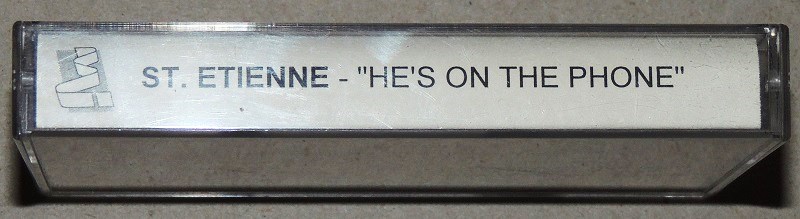 ST. ETIENNE - "HE'S ON THE PHONE"